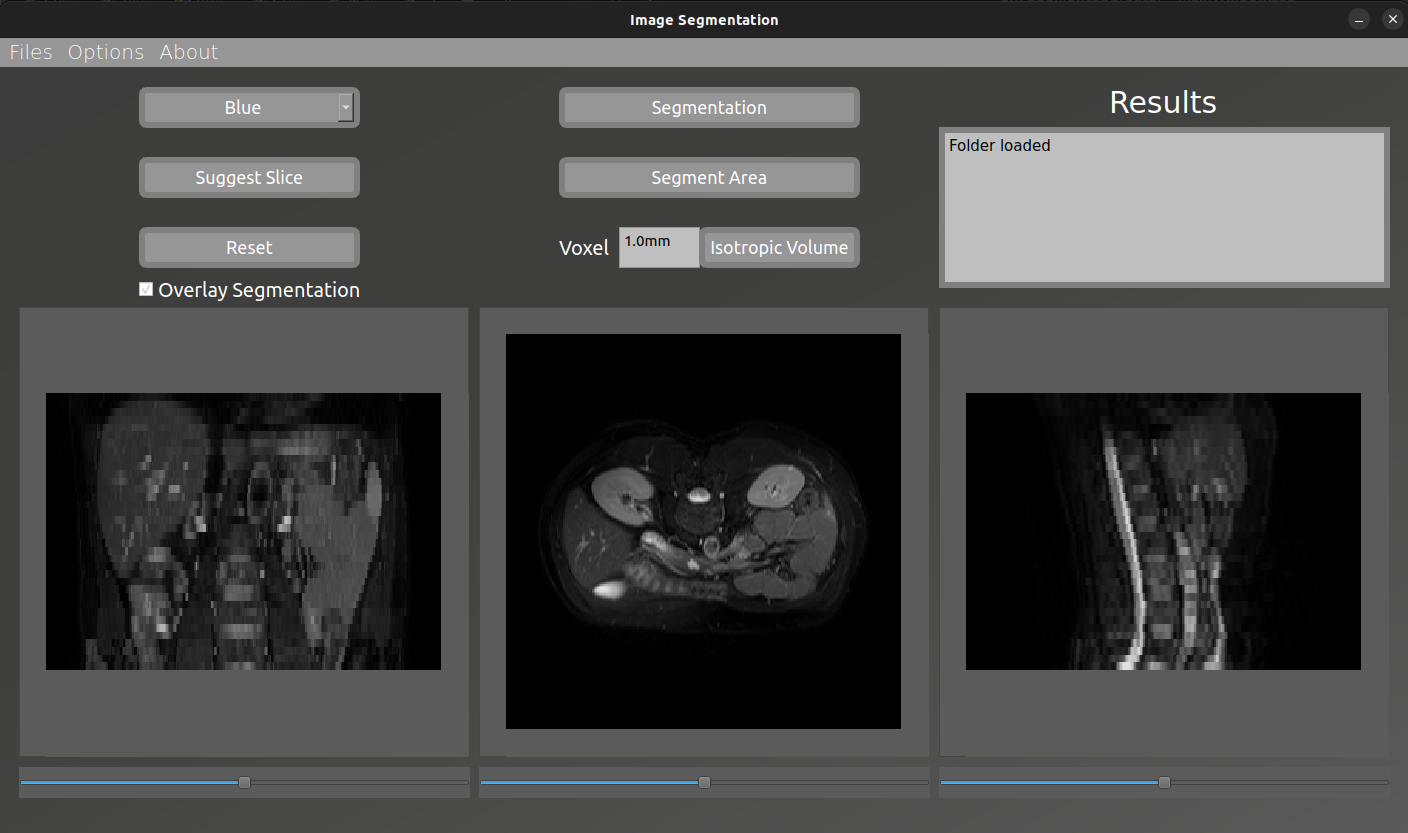 Image Segmentation
Files Options About
Blue
Segmentation
Results
Folder loaded
Suggest Slice
Segment Area
Reset
Voxel 1.0mm Isotropic Volume
Overlay Segmentation